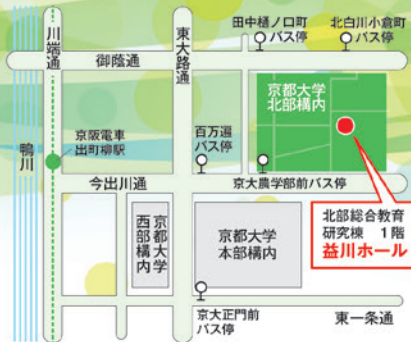 田中樋ノ口町
バス停
北白川小倉町
バス停
川端通
東大路通
御蔭通
京都大学
北部構内
鴨川
京阪電車
出町柳駅
百万遍
バス停
今出川通
京大農学部前バス停
北部総合教育
研究棟 1階
益川ホール
京都大学
西部構内
京都大学
本部構内
京大正門前
バス停
東一条通